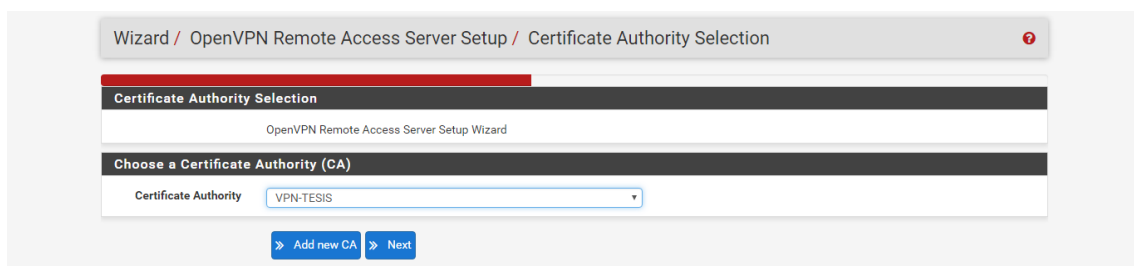 Wizard / OpenVPN Remote Access Server Setup / Certificate Authority Selection
Certificate Authority Selection
OpenVPN Remote Access Server Setup Wizard
Choose a Certificate Authority (CA)
Certificate Authority VPN-TESIS
» Add new CA » Next